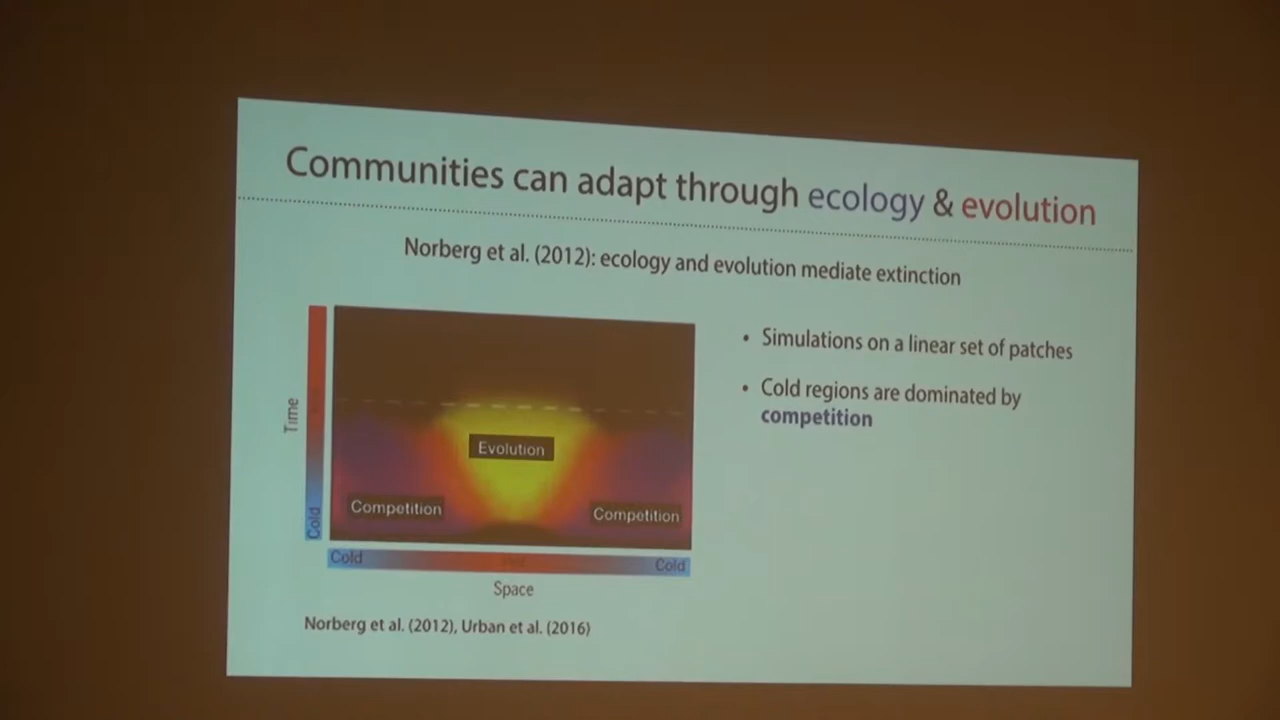 Communities can adapt through ecology & evolution
Norberg et al. (2012): ecology and evolution mediate extinction
• Simulations on a linear set of patches
• Cold regions are dominated by
competition
Time
Cold
Evolution
Competition
Competition
Cold
Cold
Space
Norberg et al. (2012), Urban et al. (2016)